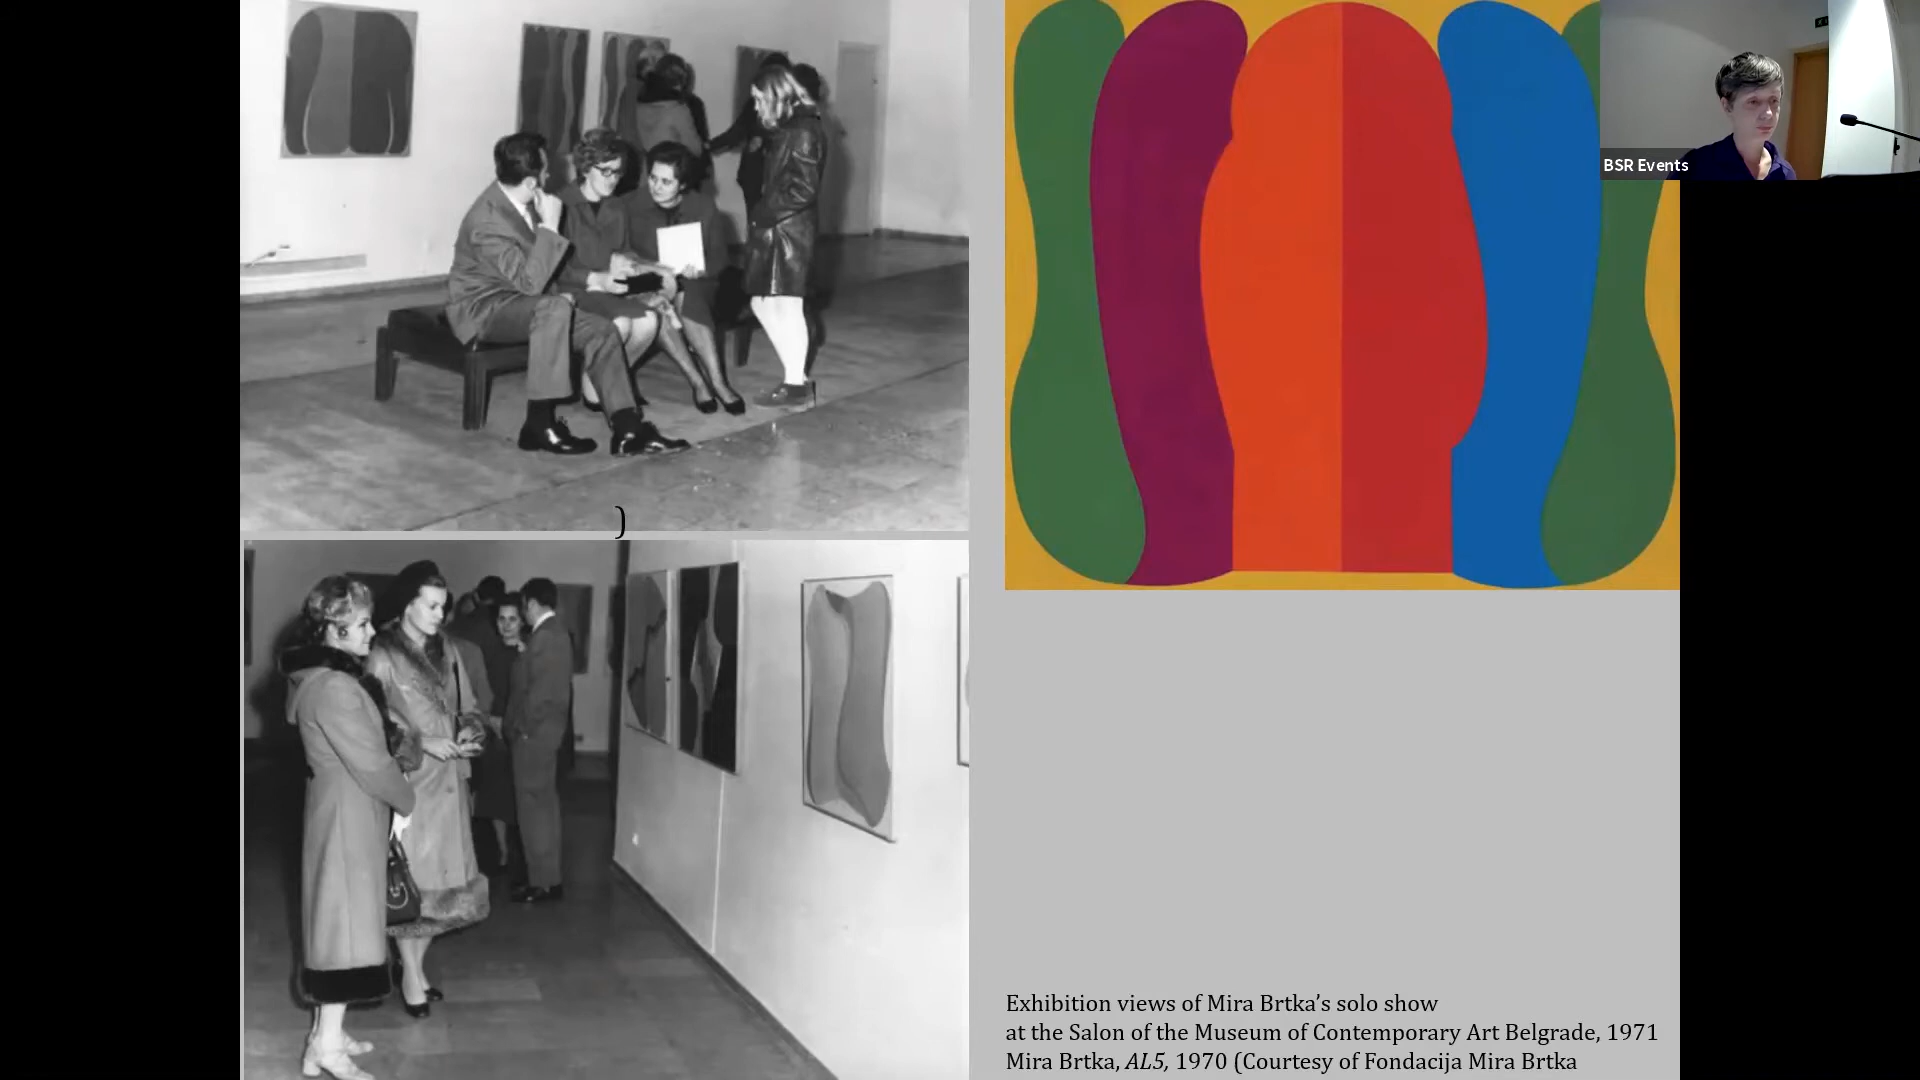 BSR Events
)
Exhibition views of Mira Brtka’s solo show
at the Salon of the Museum of Contemporary Art Belgrade, 1971
Mira Brtka, AL5, 1970 (Courtesy of Fondacija Mira Brtka